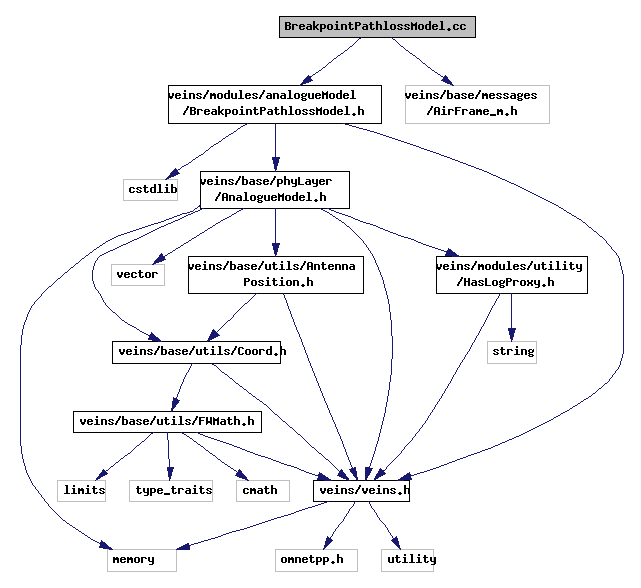 BreakpointPathlossModel.cc
veins/modules/analogueModel
/BreakpointPathlossModel.h
veins/base/messages
/AirFrame_m.h
cstdlib
veins/base/phyLayer
/AnalogueModel.h
vector
veins/base/utils/Antenna
Position.h
veins/modules/utility
/HasLogProxy.h
veins/base/utils/Coord.h
string
veins/base/utils/FWMath.h
limits
type_traits
cmath
veins/veins.h
memory
omnetpp.h
utility